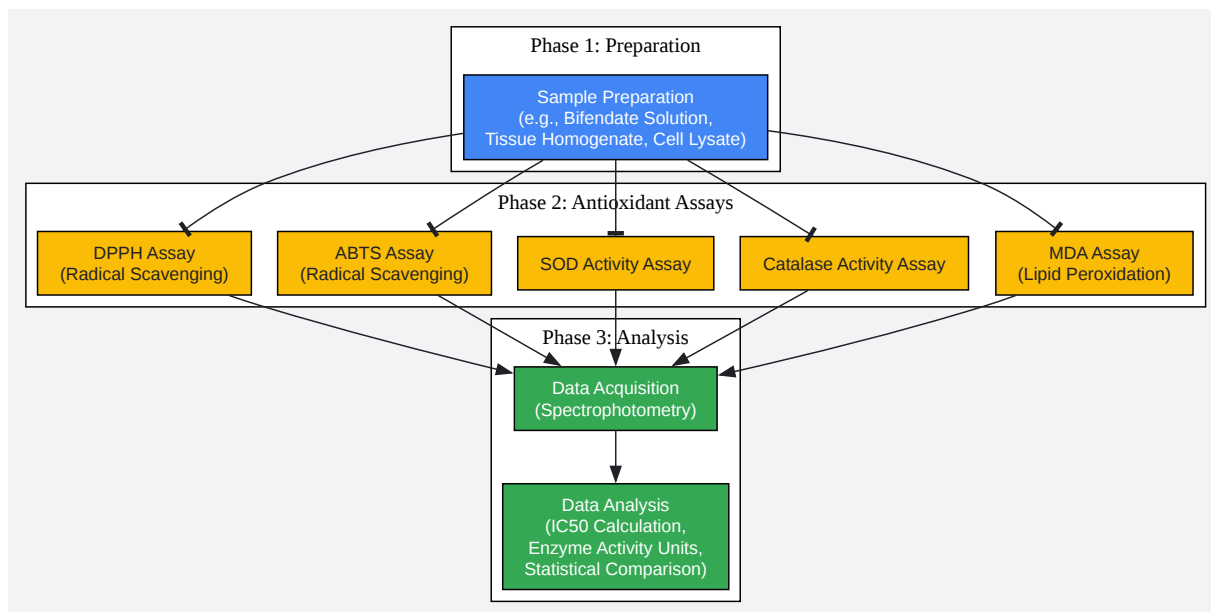 Phase 1: Preparation
Sample Preparation
(e.g., Bifendate Solution,
Tissue Homogenate, Cell Lysate)
Phase 2: Antioxidant Assays
DPPH Assay
(Radical Scavenging)
ABTS Assay
(Radical Scavenging)
SOD Activity Assay
Catalase Activity Assay
MDA Assay
(Lipid Peroxidation)
Phase 3: Analysis
Data Acquisition
(Spectrophotometry)
Data Analysis
(IC50 Calculation,
Enzyme Activity Units,
Statistical Comparison)